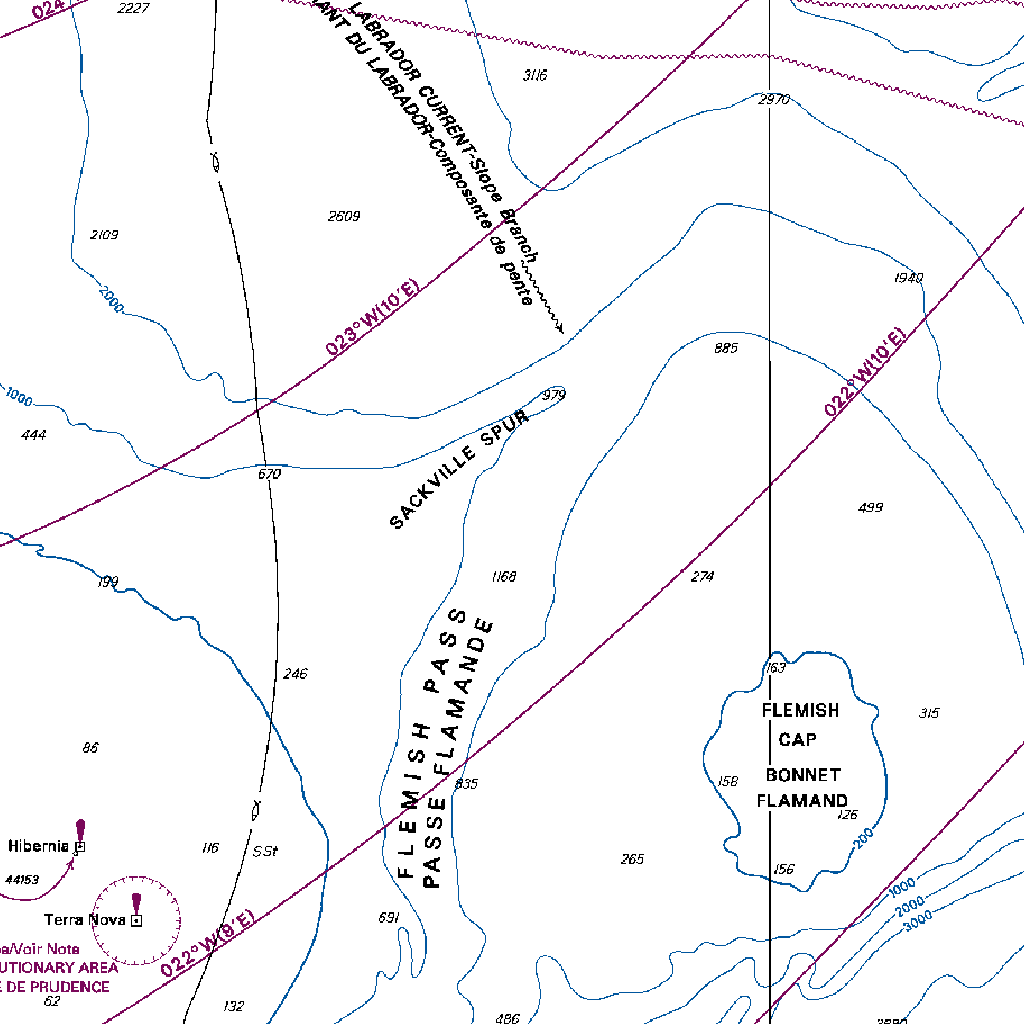 024
2227
LABRADOR CURRENT-Slope Branch
ANT DU LABRADOR-Composante de pente
3116
2970
2609
2169
2000
1940
023°W(10'E)
885
022°W(10'E)
1000
979
444
SACKVILLE SPUR
670
499
199
1168
274
246
FLEMISH PASS
PASSE FLAMANDE
163
FLEMISH
CAP
315
86
BONNET
FLAMAND
158
835
126
200
Hibernia
116
SSt
265
156
44153
1000
2000
3000
Terra Nova
691
022°W(9'E)
/Voir Note
UTIONARY AREA
E DE PRUDENCE
62
132
486